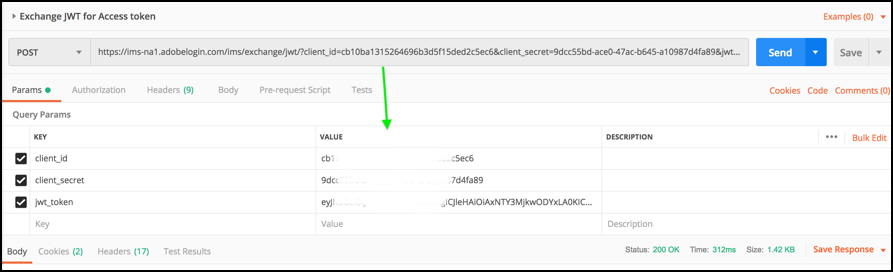 Exchange JWT for Access token
Examples (0)
POST
https://ims-na1.adobelogin.com/ims/exchange/jwt/?client_id=cb10ba1315264696b3d5f15ded2c5ec6&client_secret=9dcc55bd-ace0-47ac-b645-a10987d4fa89&jwt...
Send
Save
Params
Authorization
Headers (9)
Body
Pre-request Script
Tests
Cookies
Code
Comments (0)
Query Params
KEY
VALUE
DESCRIPTION
Bulk Edit
client_id
cb1
c5ec6
client_secret
9dcc
7d4fa89
jwt_token
eyJ
iCJleHAiOiAxNTY3MjkwODYxLA0KIC...
Key
Value
Description
Body
Cookies (2)
Headers (17)
Test Results
Status: 200 OK
Time: 312ms
Size: 1.42 KB
Save Response